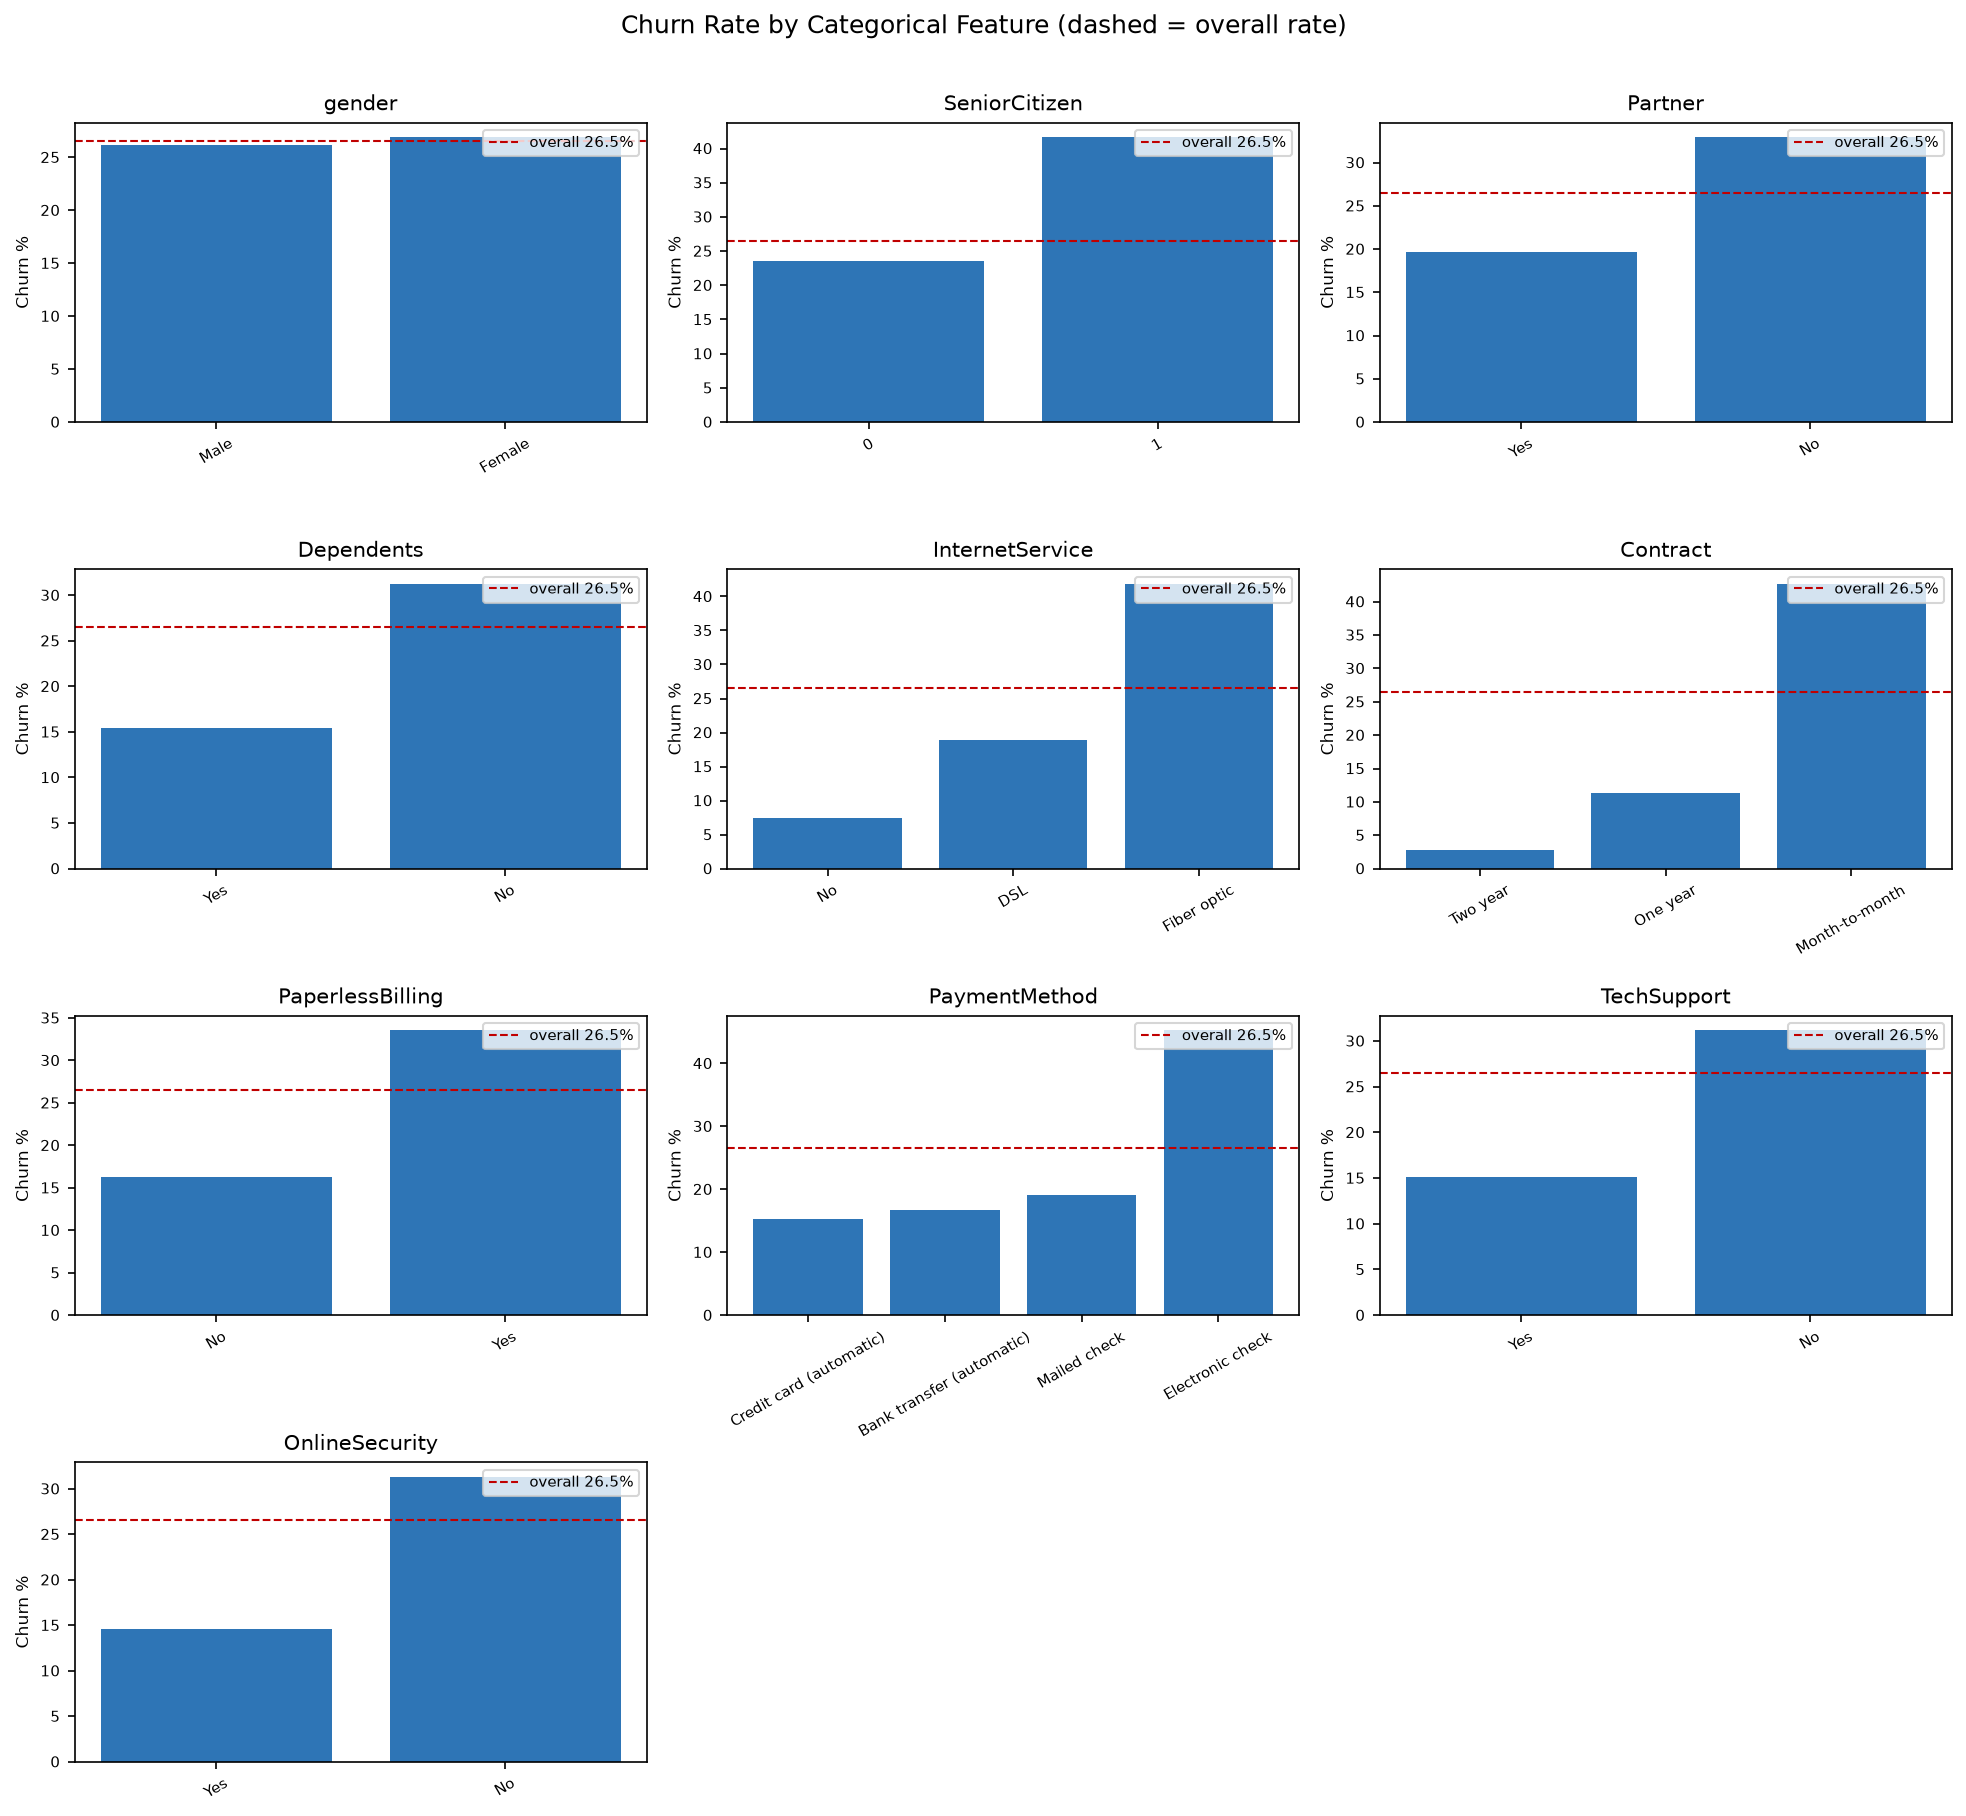 Churn Rate by Categorical Feature (dashed = overall rate)
gender
Churn %
25
20
15
10
5
0
overall 26.5%
Male
Female
SeniorCitizen
Churn %
40
35
30
25
20
15
10
5
0
overall 26.5%
0
1
Partner
Churn %
30
25
20
15
10
5
0
overall 26.5%
Yes
No
Dependents
Churn %
30
25
20
15
10
5
0
overall 26.5%
Yes
No
InternetService
Churn %
40
35
30
25
20
15
10
5
0
overall 26.5%
No
DSL
Fiber optic
Contract
Churn %
40
35
30
25
20
15
10
5
0
overall 26.5%
Two year
One year
Month-to-month
PaperlessBilling
Churn %
35
30
25
20
15
10
5
0
overall 26.5%
No
Yes
PaymentMethod
Churn %
40
30
20
10
0
overall 26.5%
Credit card (automatic)
Bank transfer (automatic)
Mailed check
Electronic check
TechSupport
Churn %
30
25
20
15
10
5
0
overall 26.5%
Yes
No
OnlineSecurity
Churn %
30
25
20
15
10
5
0
overall 26.5%
Yes
No